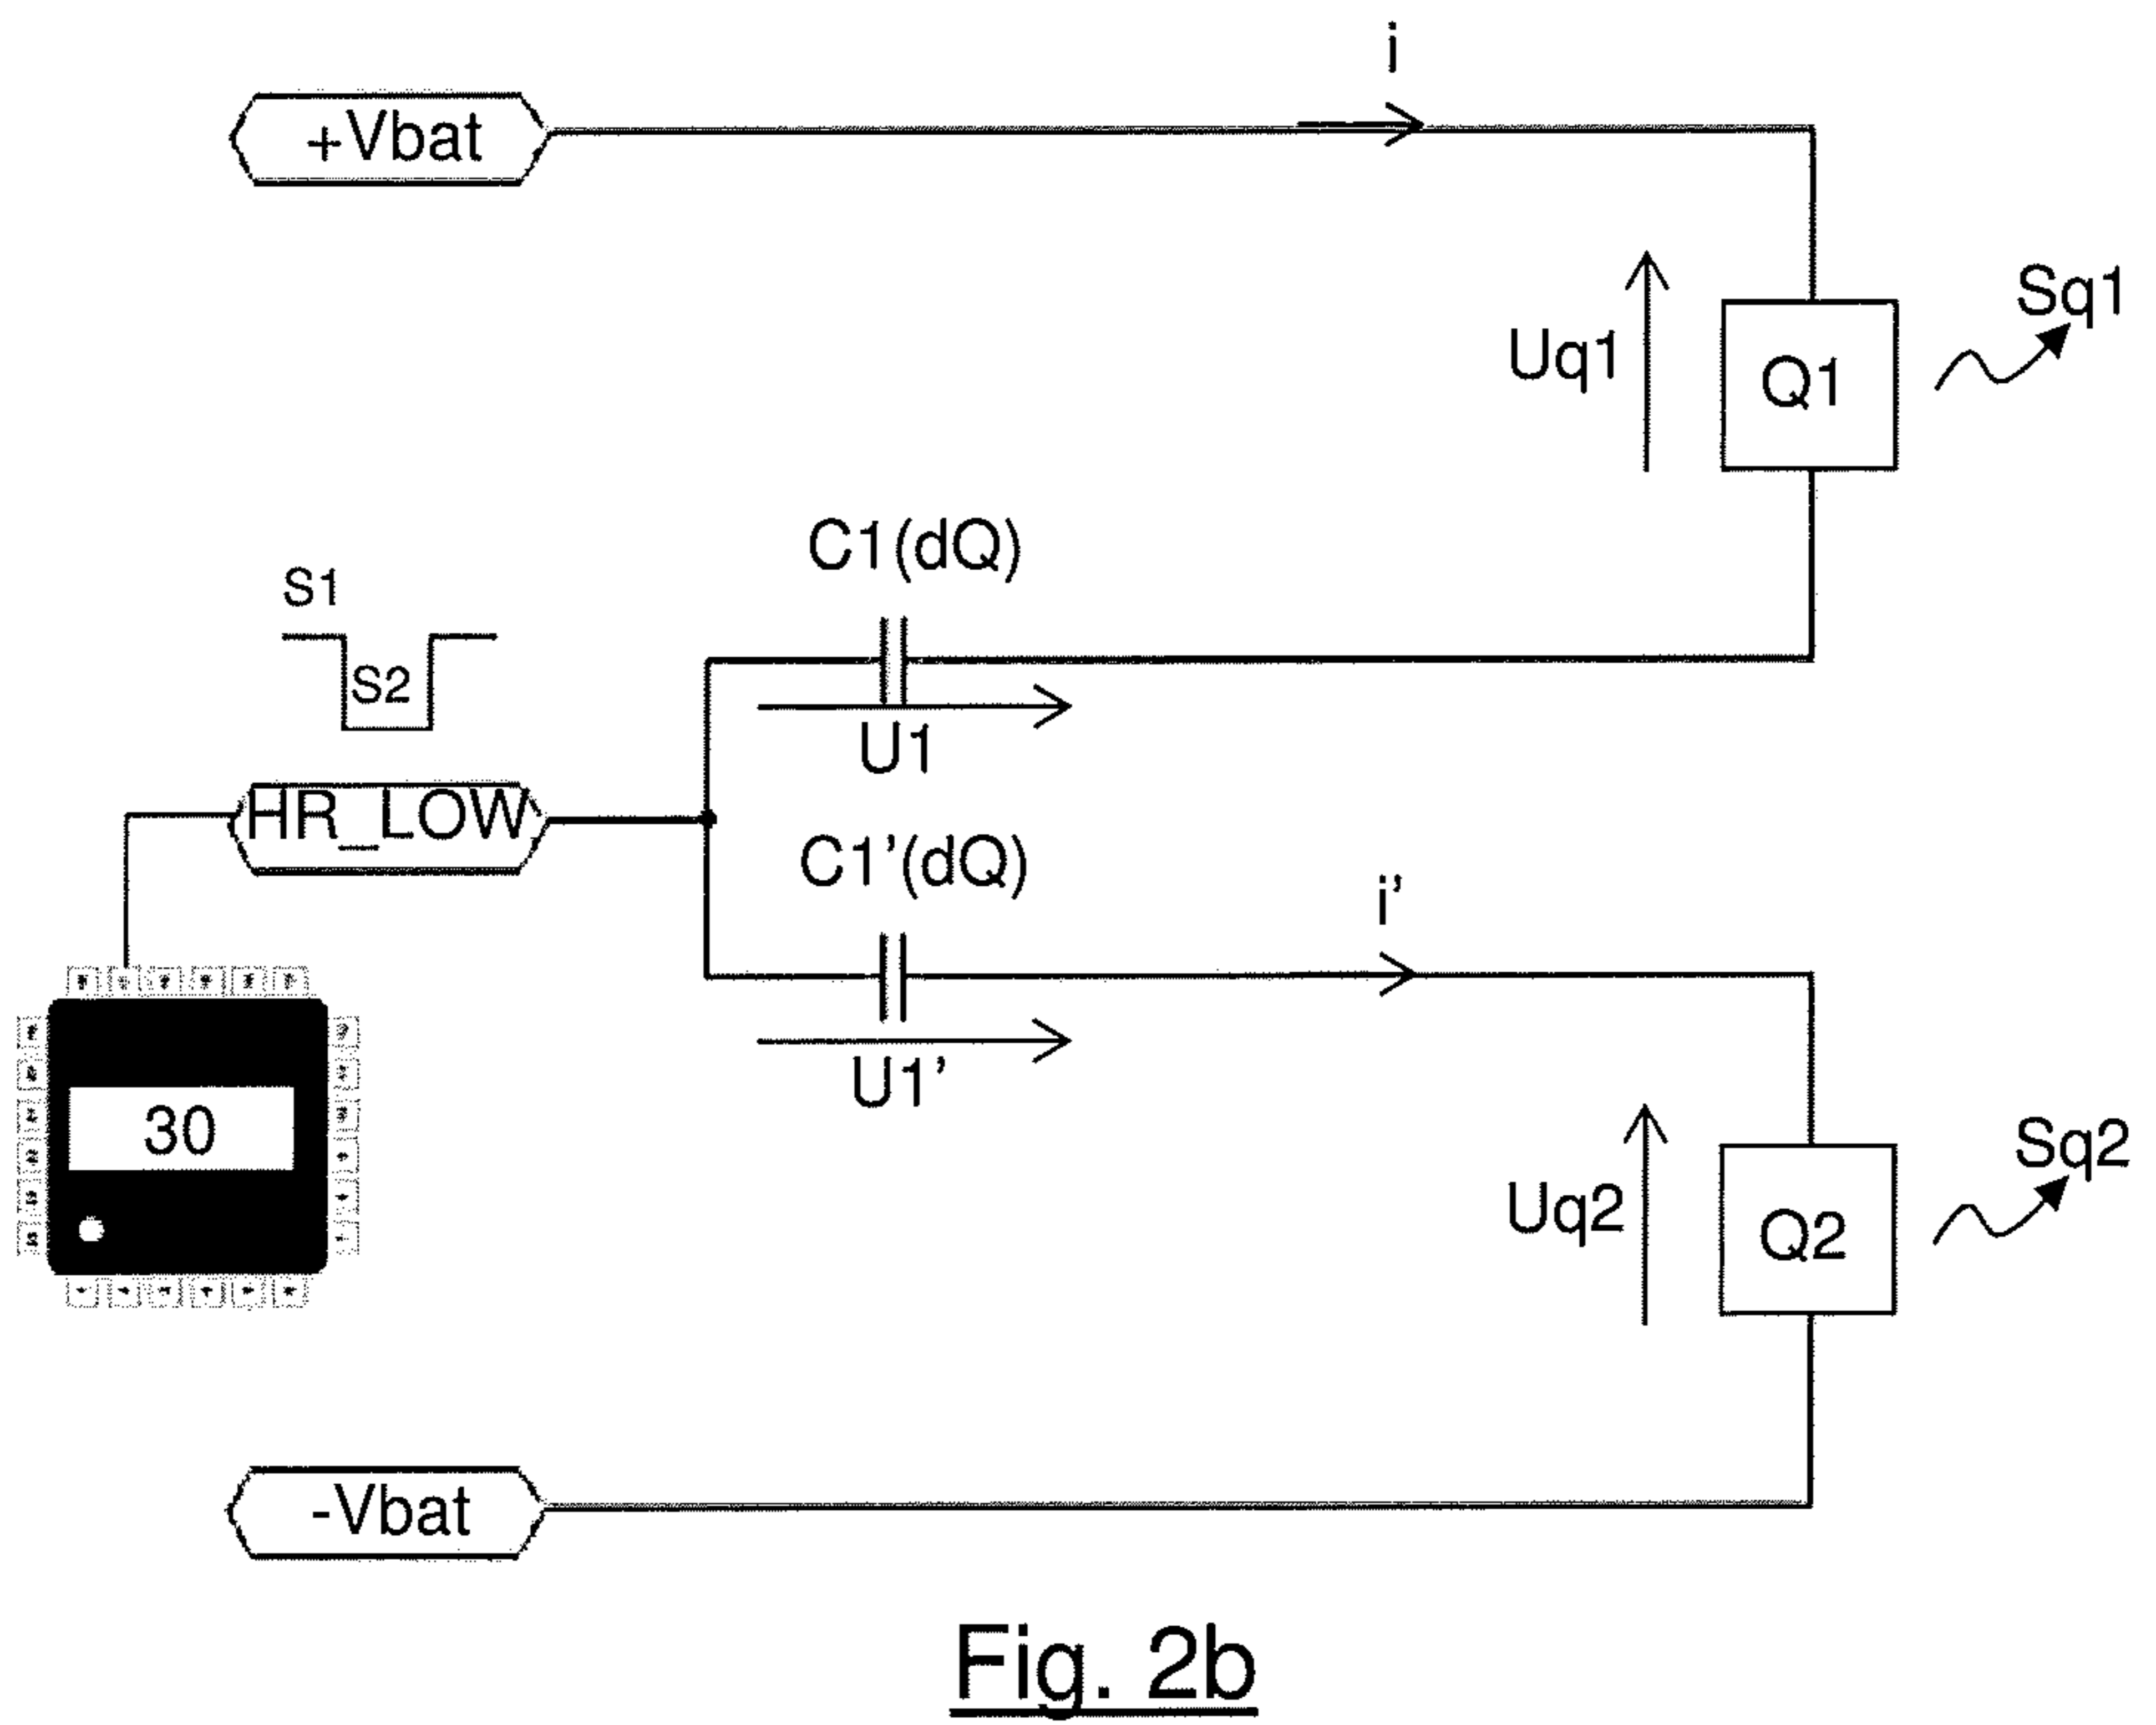 i
+Vbat
Sq1
Uq1
Q1
C1(dQ)
S1
S2
U1
HR_LOW
C1’(dQ)
i’
U1’
30
Sq2
Uq2
Q2
-Vbat
Fig. 2b